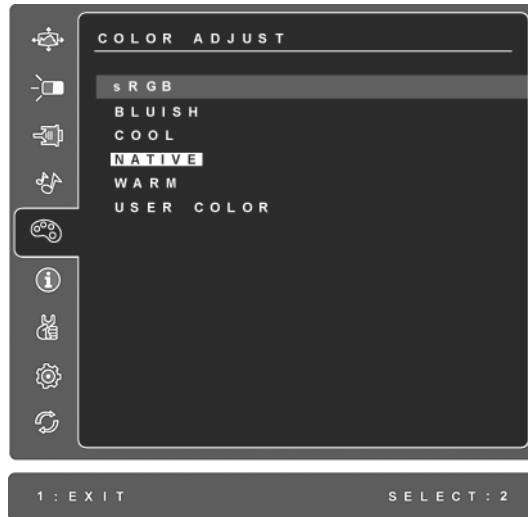 COLOR ADJUST
sRGB
BLUISH
COOL
NATIVE
WARM
USER COLOR
1:EXIT SELECT:2